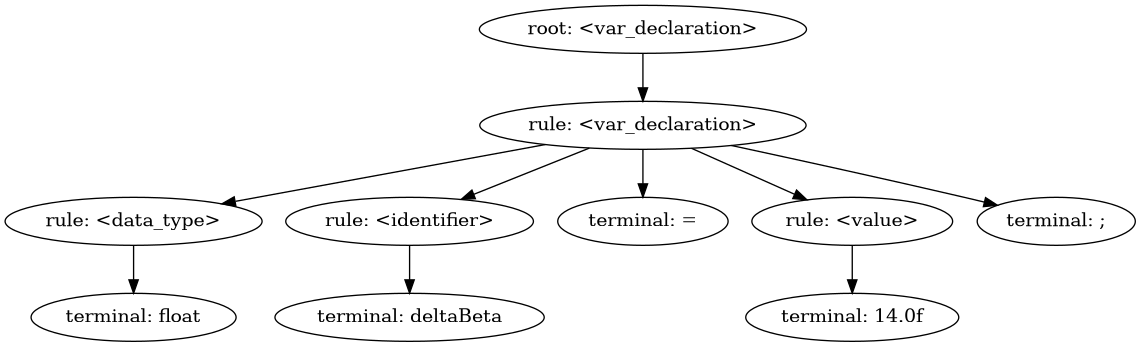 root: <var_declaration>
rule: <var_declaration>
rule: <data_type>
rule: <identifier>
terminal: =
rule: <value>
terminal: ;
terminal: float
terminal: deltaBeta
terminal: 14.0f